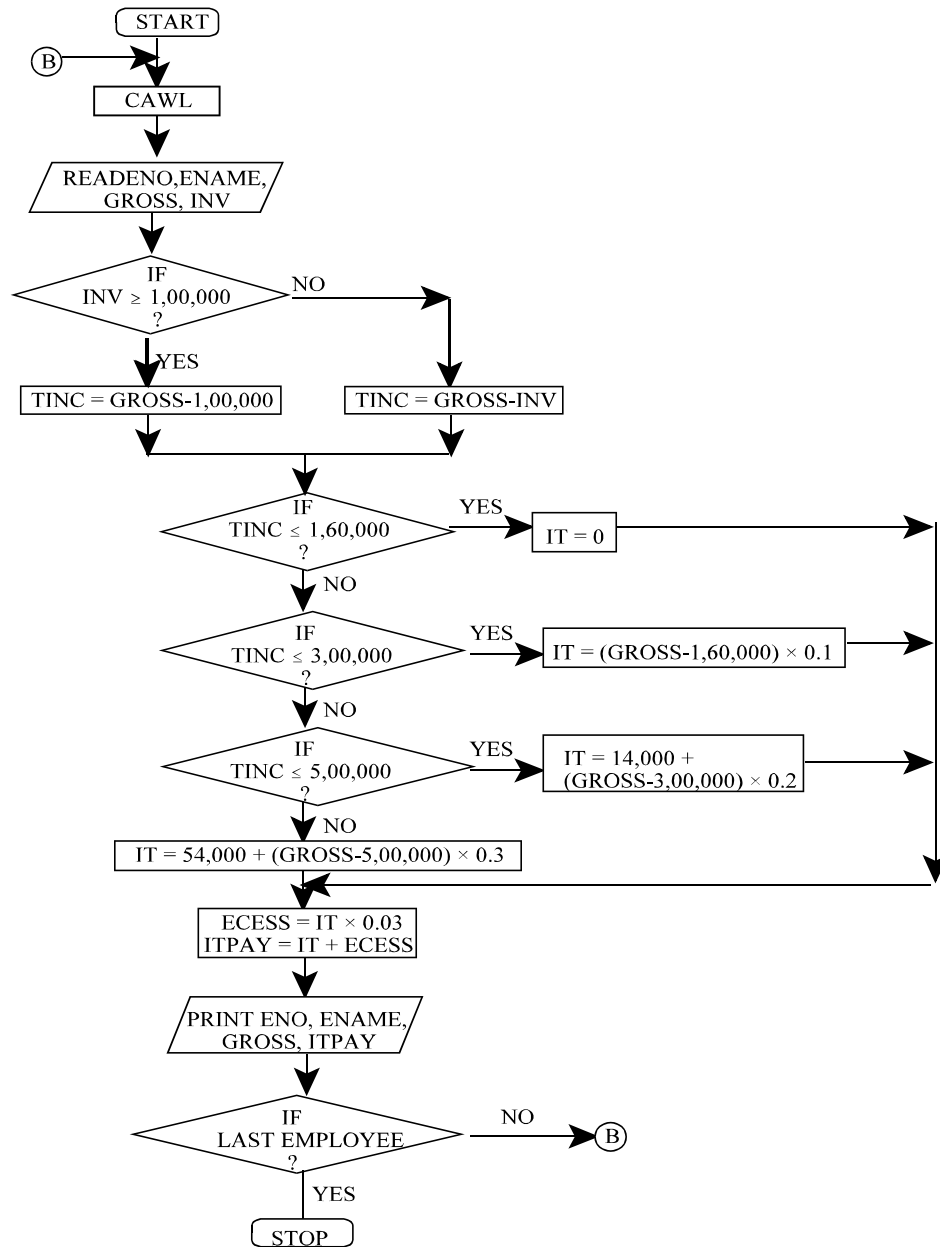 START
B
CAWL
READENO,ENAME,
GROSS, INV
IF
INV ≥ 1,00,000
?
NO
YES
TINC = GROSS-1,00,000
TINC = GROSS-INV
IF
TINC ≤ 1,60,000
?
YES
IT = 0
NO
IF
TINC ≤ 3,00,000
?
YES
IT = (GROSS-1,60,000) × 0.1
NO
IF
TINC ≤ 5,00,000
?
YES
IT = 14,000 +
(GROSS-3,00,000) × 0.2
NO
IT = 54,000 + (GROSS-5,00,000) × 0.3
ECESS = IT × 0.03
ITPAY = IT + ECESS
PRINT ENO, ENAME,
GROSS, ITPAY
IF
LAST EMPLOYEE
?
NO
B
YES
STOP